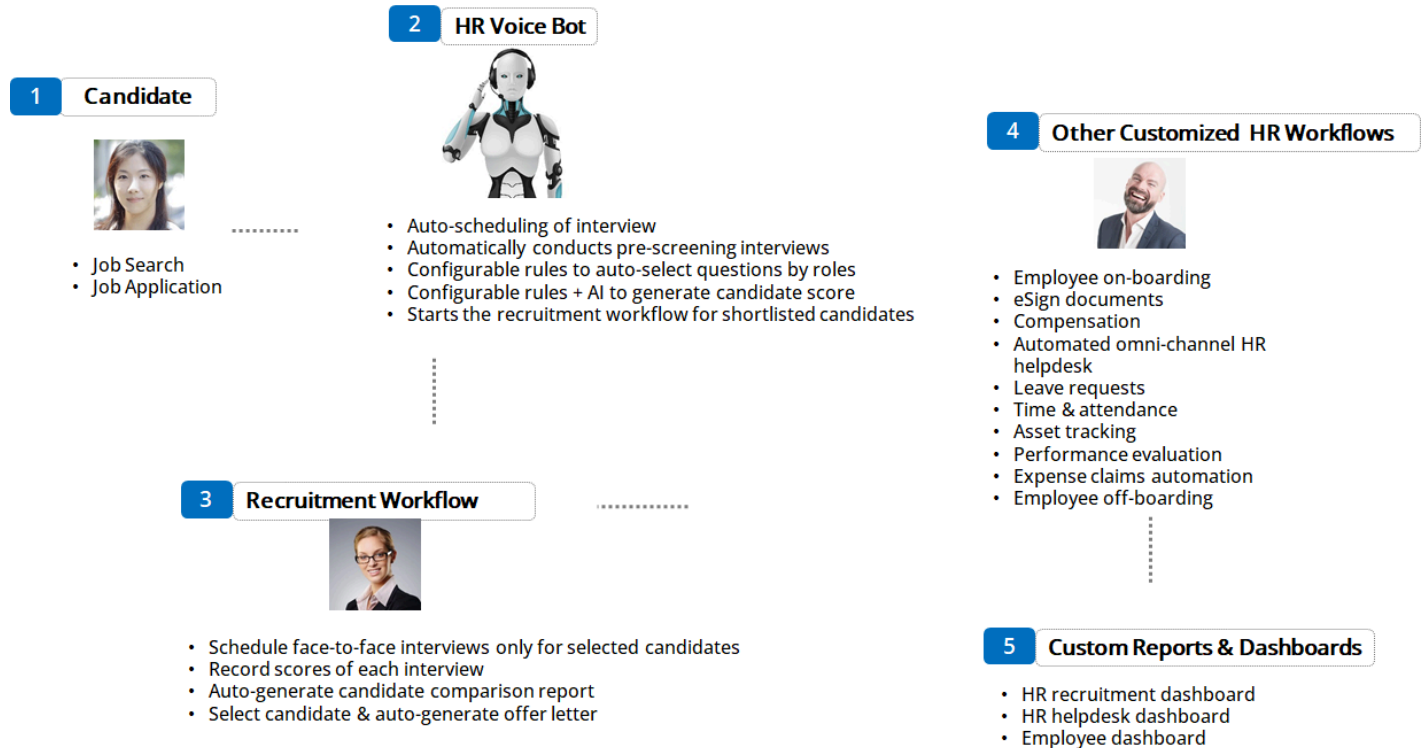 1 Candidate
• Job Search
• Job Application
2 HR Voice Bot
• Auto-scheduling of interview
• Automatically conducts pre-screening interviews
• Configurable rules to auto-select questions by roles
• Configurable rules + AI to generate candidate score
• Starts the recruitment workflow for shortlisted candidates
3 Recruitment Workflow
• Schedule face-to-face interviews only for selected candidates
• Record scores of each interview
• Auto-generate candidate comparison report
• Select candidate & auto-generate offer letter
4 Other Customized HR Workflows
• Employee on-boarding
• eSign documents
• Compensation
• Automated omni-channel HR
helpdesk
• Leave requests
• Time & attendance
• Asset tracking
• Performance evaluation
• Expense claims automation
• Employee off-boarding
5 Custom Reports & Dashboards
• HR recruitment dashboard
• HR helpdesk dashboard
• Employee dashboard